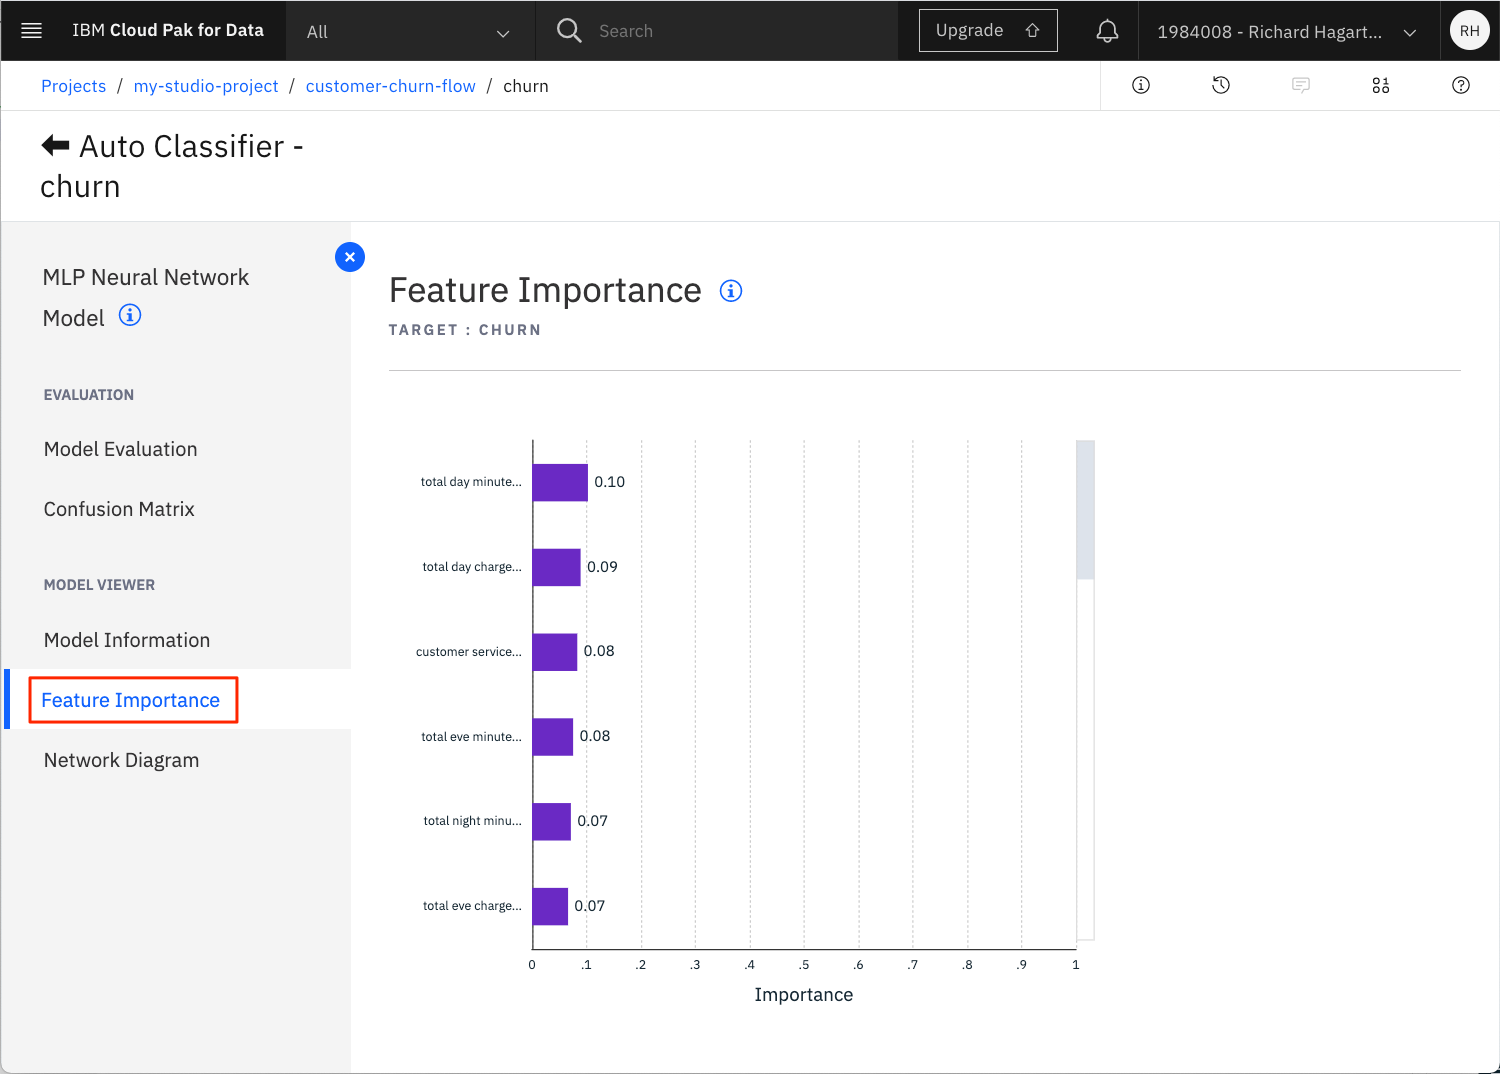 IBM Cloud Pak for Data
All
Search
Upgrade
1984008 - Richard Hagart...
RH
Projects / my-studio-project / customer-churn-flow / churn
Auto Classifier -
churn
MLP Neural Network
Model
EVALUATION
Model Evaluation
Confusion Matrix
MODEL VIEWER
Model Information
Feature Importance
Network Diagram
Feature Importance
TARGET : CHURN
total day minute... 0.10
total day charge... 0.09
customer service... 0.08
total eve minute... 0.08
total night minu... 0.07
total eve charge... 0.07
0 .1 .2 .3 .4 .5 .6 .7 .8 .9 1
Importance